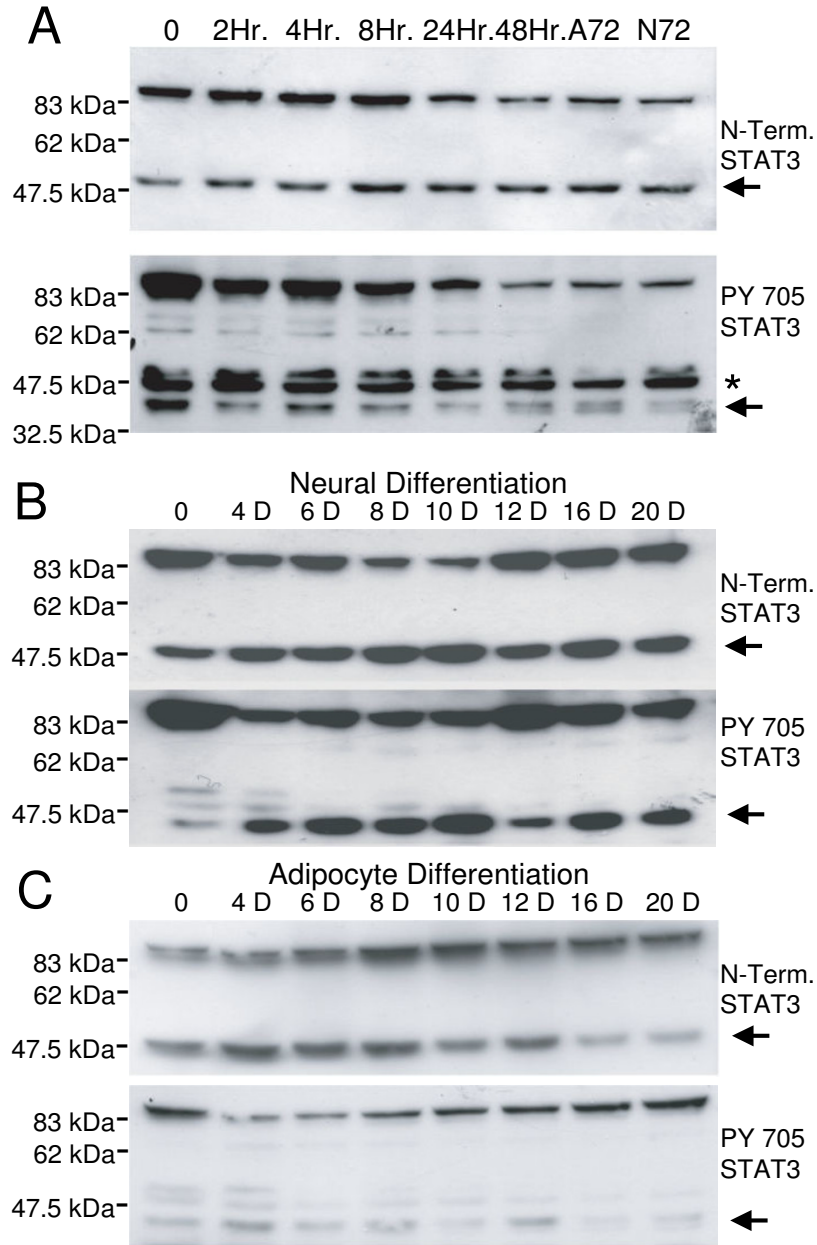 A
0 2Hr. 4Hr. 8Hr. 24Hr. 48Hr. A72 N72
83 kDa
62 kDa
47.5 kDa
N-Term.
STAT3
83 kDa
62 kDa
47.5 kDa
32.5 kDa
PY 705
STAT3
*
B
Neural Differentiation
0 4 D 6 D 8 D 10 D 12 D 16 D 20 D
83 kDa
62 kDa
47.5 kDa
N-Term.
STAT3
83 kDa
62 kDa
47.5 kDa
PY 705
STAT3
C
Adipocyte Differentiation
0 4 D 6 D 8 D 10 D 12 D 16 D 20 D
83 kDa
62 kDa
47.5 kDa
N-Term.
STAT3
83 kDa
62 kDa
47.5 kDa
PY 705
STAT3